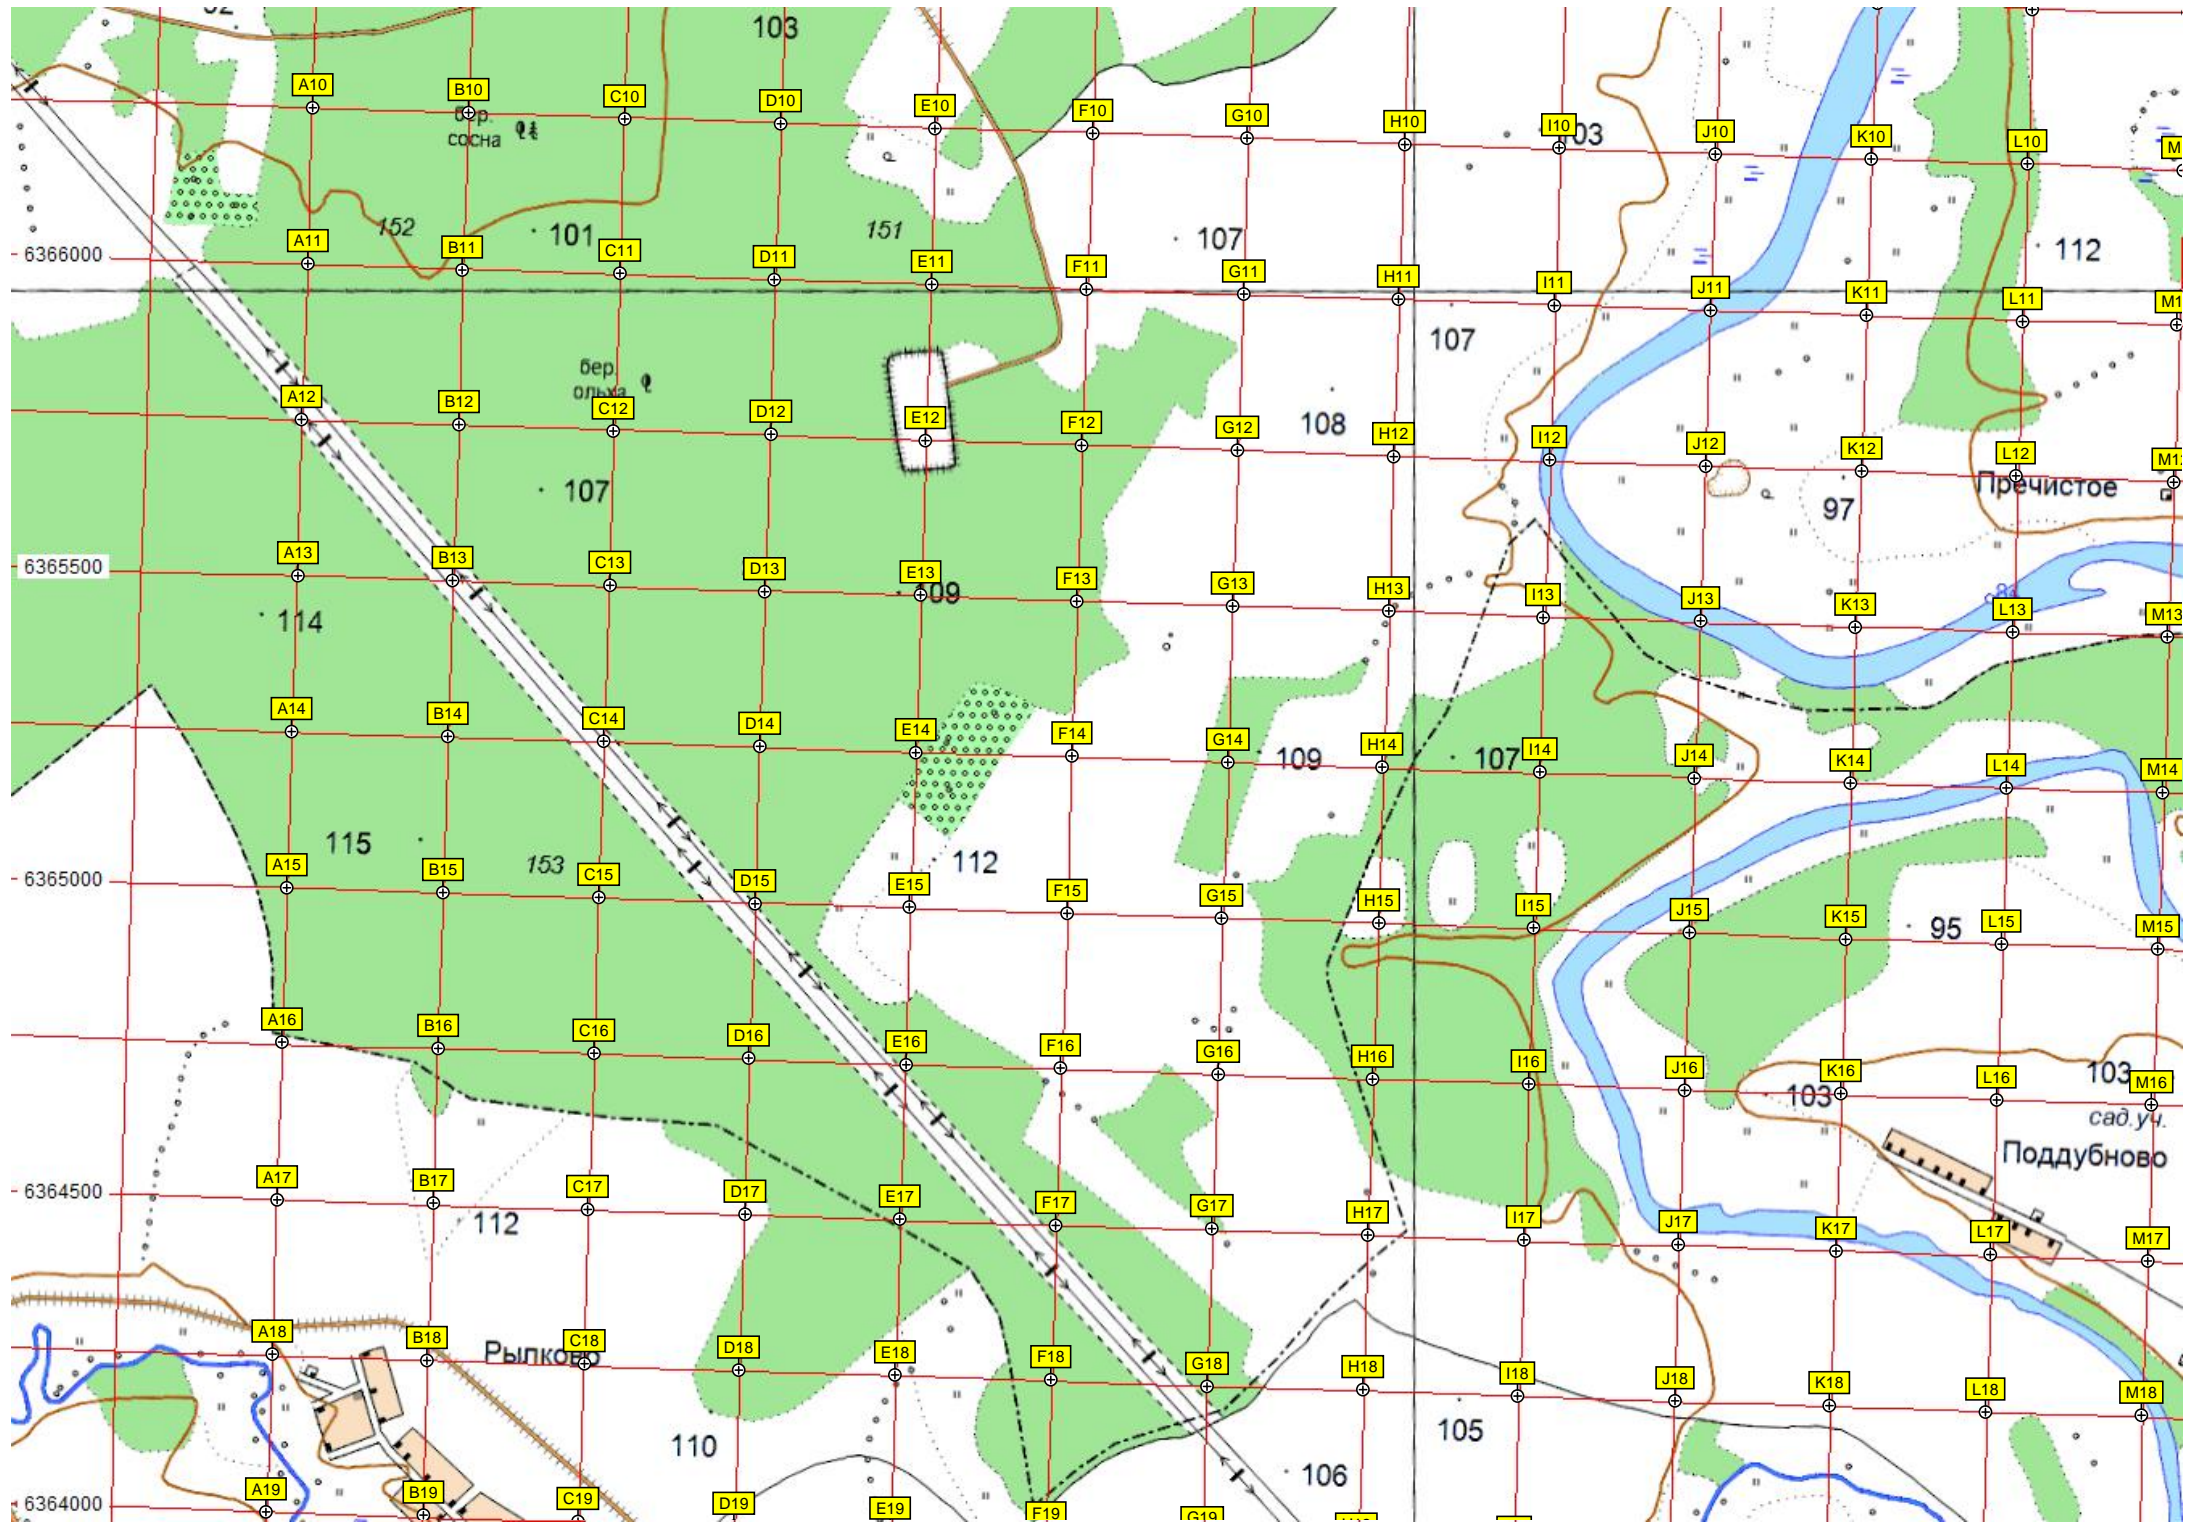 103
A10 B10 C10 D10 E10 F10 G10 H10 I10 J10 K10 L10
бер.
сосна
103
152
101
151
107
112
6366000
A11 B11 C11 D11 E11 F11 G11 H11 I11 J11 K11 L11
107
бер.
ольха
A12 B12 C12 D12 E12 F12 G12 H12 I12 J12 K12 L12
108
107
97
Пречистое
6365500
A13 B13 C13 D13 E13 F13 G13 H13 I13 J13 K13 L13 M13
109
114
A14 B14 C14 D14 E14 F14 G14 H14 I14 J14 K14 L14 M14
109
107
115
153
112
6365000
A15 B15 C15 D15 E15 F15 G15 H15 I15 J15 K15 L15 M15
95
A16 B16 C16 D16 E16 F16 G16 H16 I16 J16 K16 L16 M16
103
103
сад.уч.
Поддубново
6364500
A17 B17 C17 D17 E17 F17 G17 H17 I17 J17 K17 L17 M17
112
A18 B18 C18 D18 E18 F18 G18 H18 I18 J18 K18 L18 M18
Рылково
110
105
106
6364000
A19 B19 C19 D19 E19 F19 G19